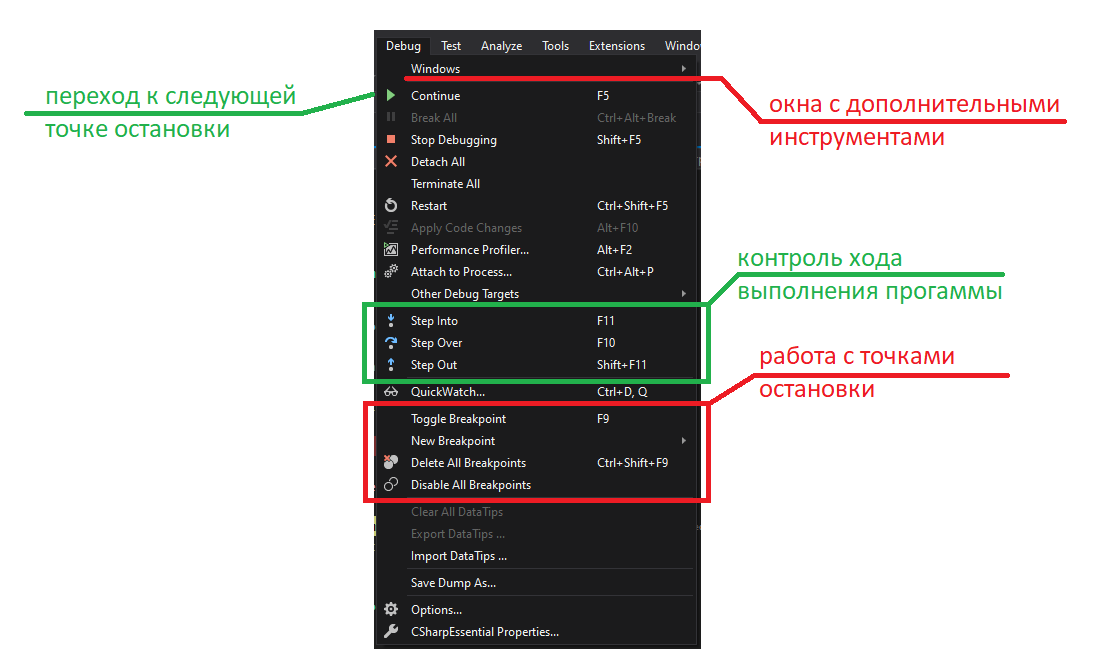 Debug Test Analyze Tools Extensions Windo
Windows
переход к следующей
точке остановки
окна с дополнительными
инструментами
Continue F5
Break All Ctrl+Alt+Break
Stop Debugging Shift+F5
Detach All
Terminate All
Restart Ctrl+Shift+F5
Apply Code Changes Alt+F10
Performance Profiler... Alt+F2
Attach to Process... Ctrl+Alt+P
Other Debug Targets
контроль хода
выполнения прогаммы
Step Into F11
Step Over F10
Step Out Shift+F11
работа с точками
остановки
QuickWatch... Ctrl+D, Q
Toggle Breakpoint F9
New Breakpoint
Delete All Breakpoints Ctrl+Shift+F9
Disable All Breakpoints
Clear All DataTips
Export DataTips ...
Import DataTips ...
Save Dump As...
Options...
CSharpEssential Properties...